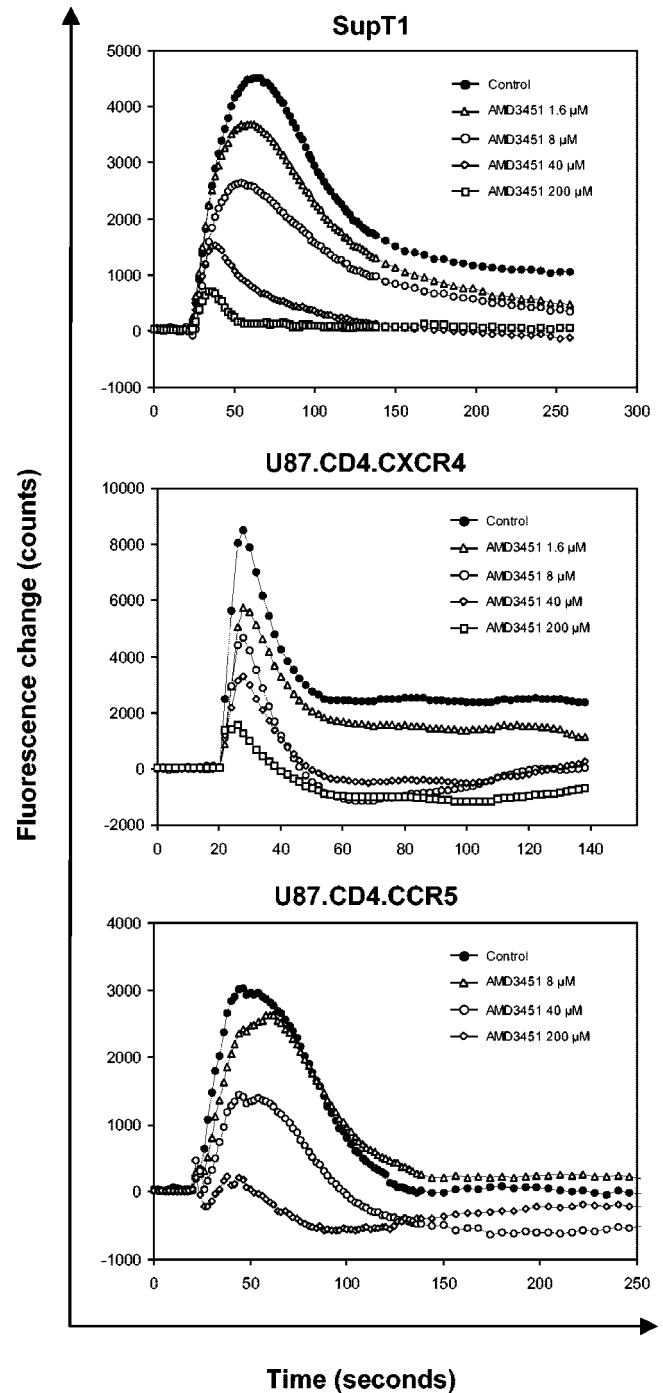 SupT1
5000
4000
3000
2000
1000
0
-1000
0 50 100 150 200 250 300
Control
AMD3451 1.6 µM
AMD3451 8 µM
AMD3451 40 µM
AMD3451 200 µM
U87.CD4.CXCR4
10000
8000
6000
4000
2000
0
-2000
0 20 40 60 80 100 120 140
Control
AMD3451 1.6 µM
AMD3451 8 µM
AMD3451 40 µM
AMD3451 200 µM
U87.CD4.CCR5
4000
3000
2000
1000
0
-1000
0 50 100 150 200 250
Control
AMD3451 8 µM
AMD3451 40 µM
AMD3451 200 µM
Fluorescence change (counts)
Time (seconds)